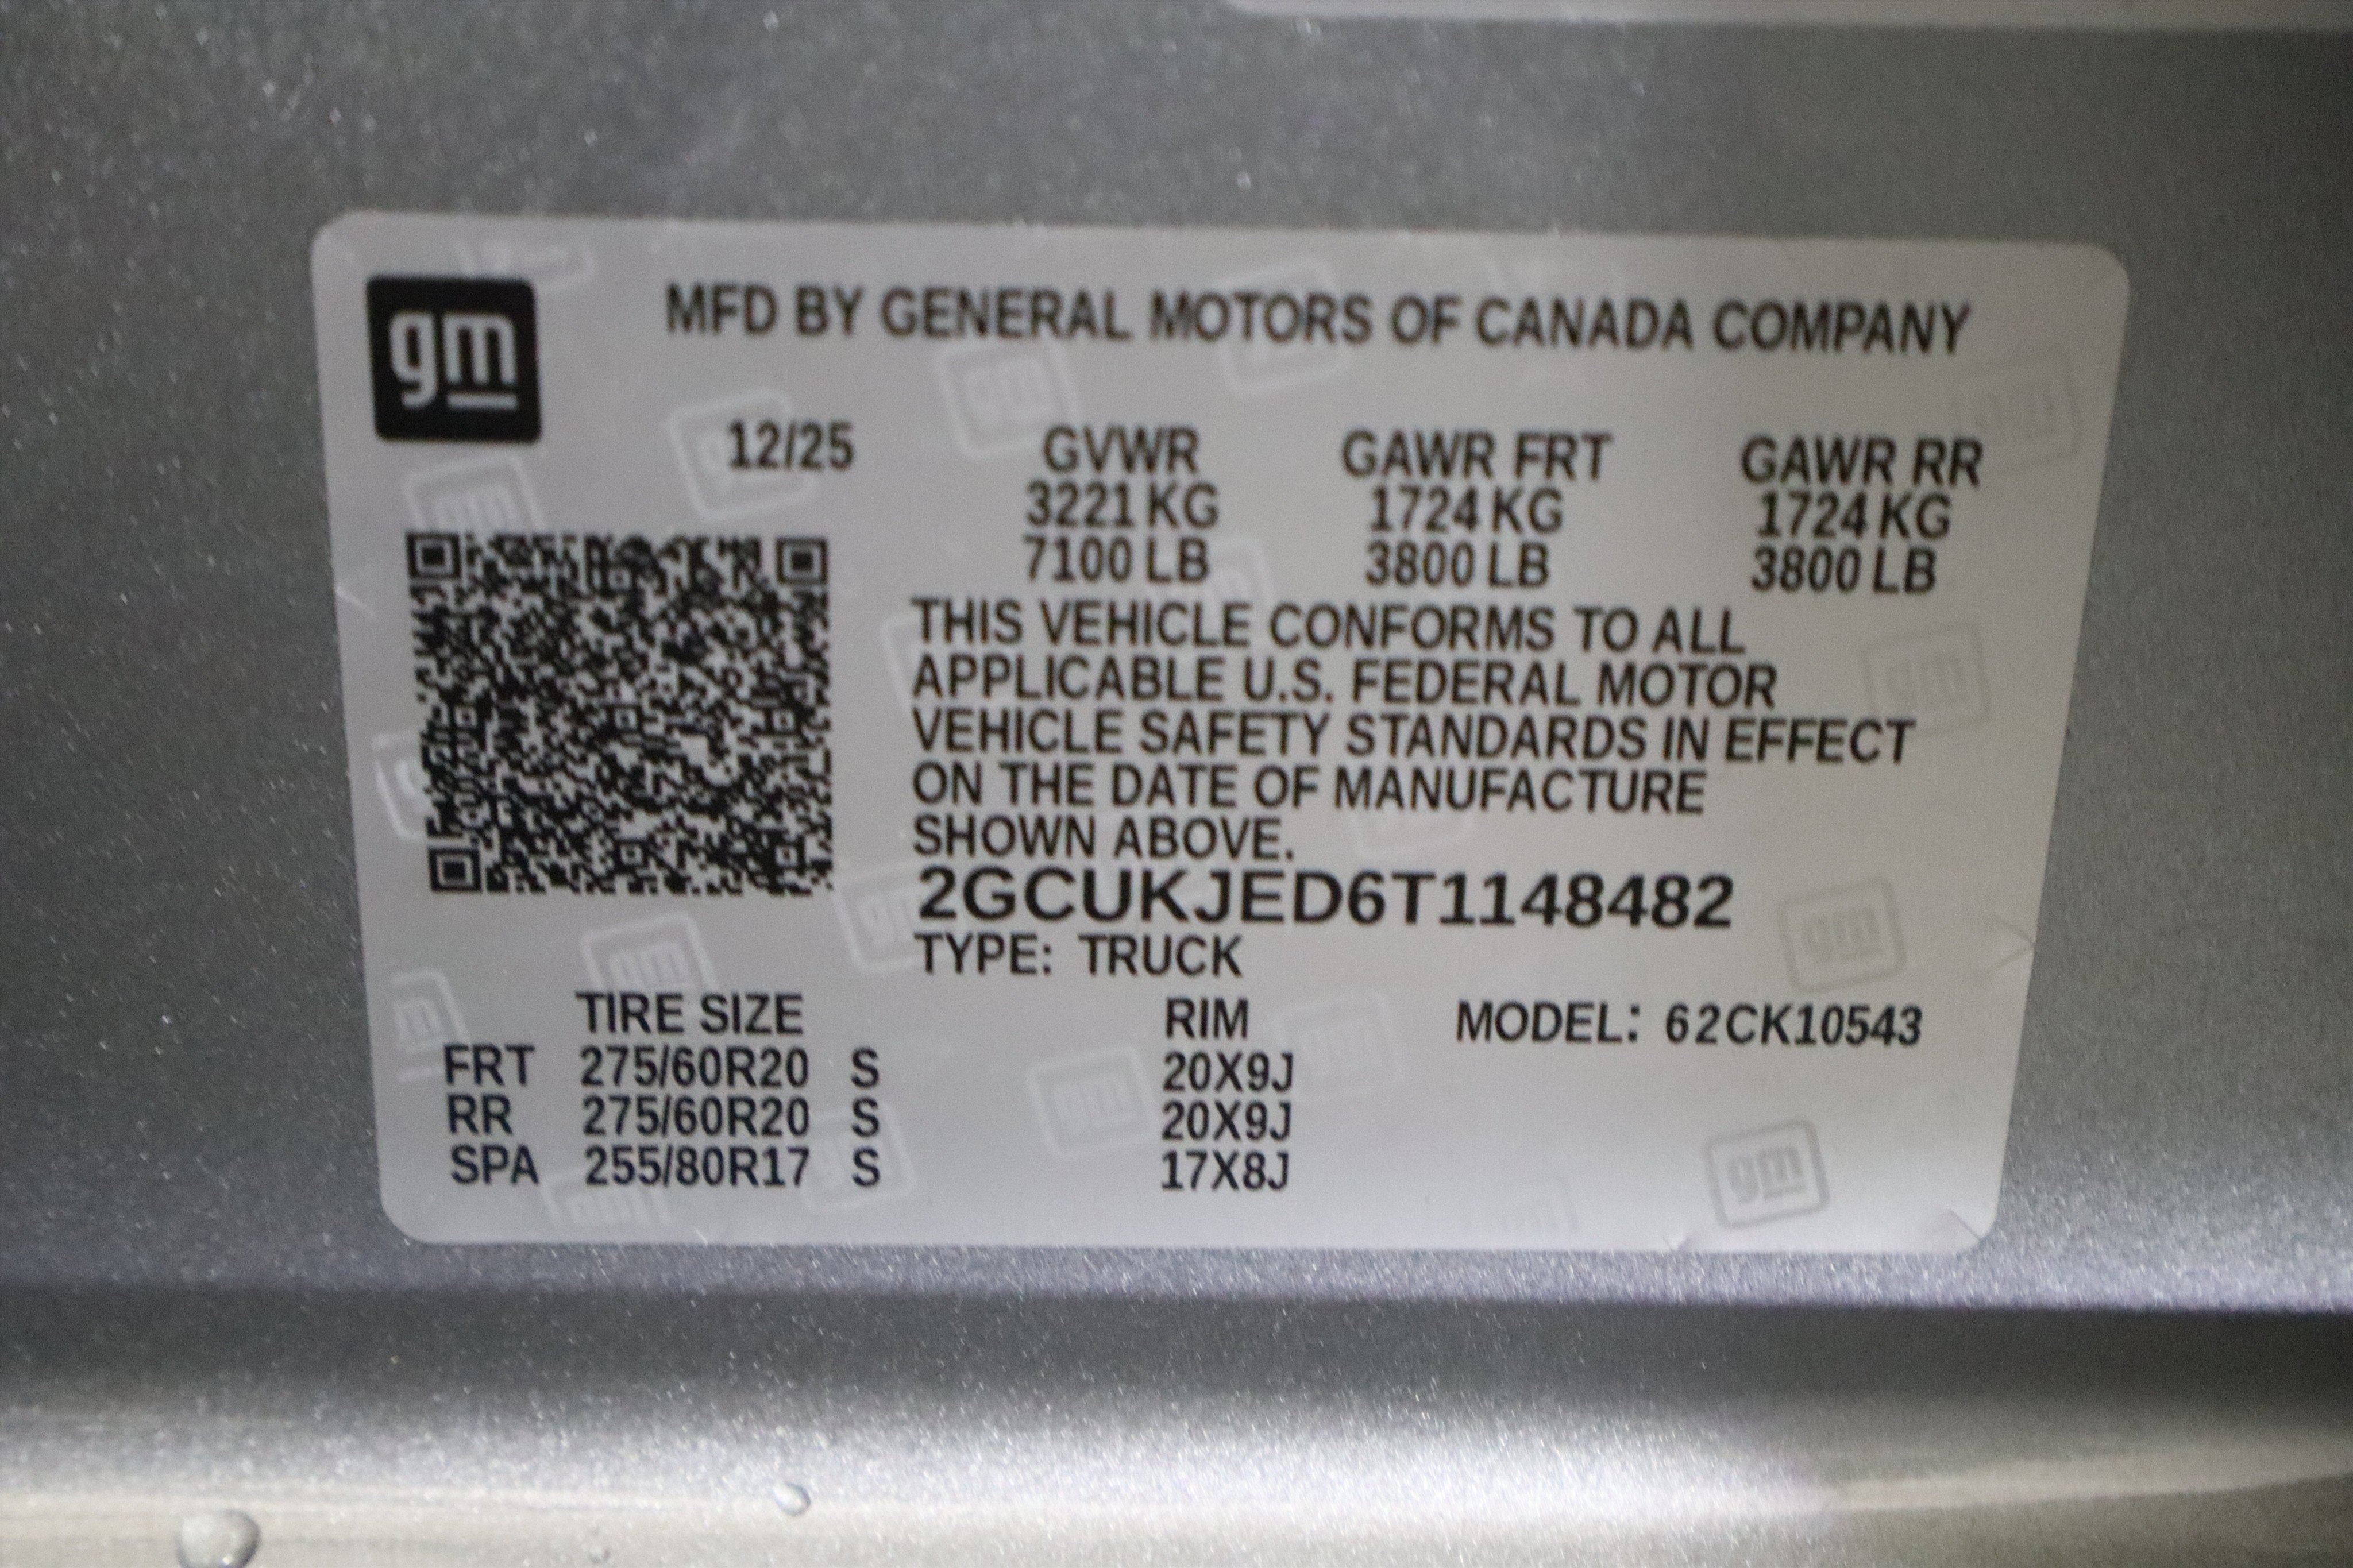 gm
MFD BY GENERAL MOTORS OF CANADA COMPANY
12/25 GVWR GAWR FRT GAWR RR
3221 KG 1724 KG 1724 KG
7100 LB 3800 LB 3800 LB
THIS VEHICLE CONFORMS TO ALL
APPLICABLE U.S. FEDERAL MOTOR
VEHICLE SAFETY STANDARDS IN EFFECT
ON THE DATE OF MANUFACTURE
SHOWN ABOVE.
2GCUKJED6T1148482
TYPE: TRUCK
TIRE SIZE RIM MODEL: 62CK10543
FRT 275/60R20 S 20X9J
RR 275/60R20 S 20X9J
SPA 255/80R17 S 17X8J